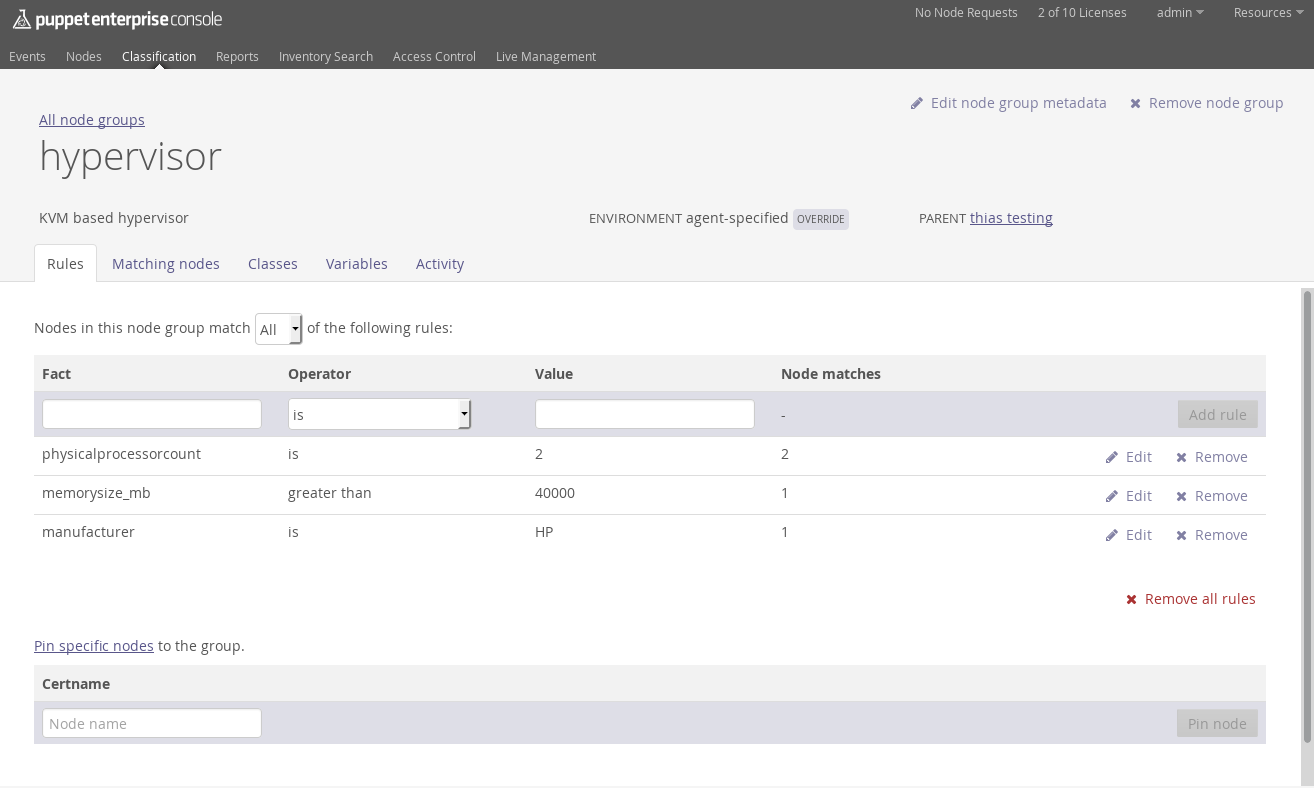 puppet enterprise console
No Node Requests 2 of 10 Licenses admin Resources
Events Nodes Classification Reports Inventory Search Access Control Live Management
Edit node group metadata Remove node group
All node groups
hypervisor
KVM based hypervisor ENVIRONMENT agent-specified OVERRIDE PARENT thias testing
Rules Matching nodes Classes Variables Activity
Nodes in this node group match All of the following rules:
Fact Operator Value Node matches
is - Add rule
physicalprocessorcount is 2 2 Edit Remove
memorysize_mb greater than 40000 1 Edit Remove
manufacturer is HP 1 Edit Remove
Remove all rules
Pin specific nodes to the group.
Certname
Node name Pin node